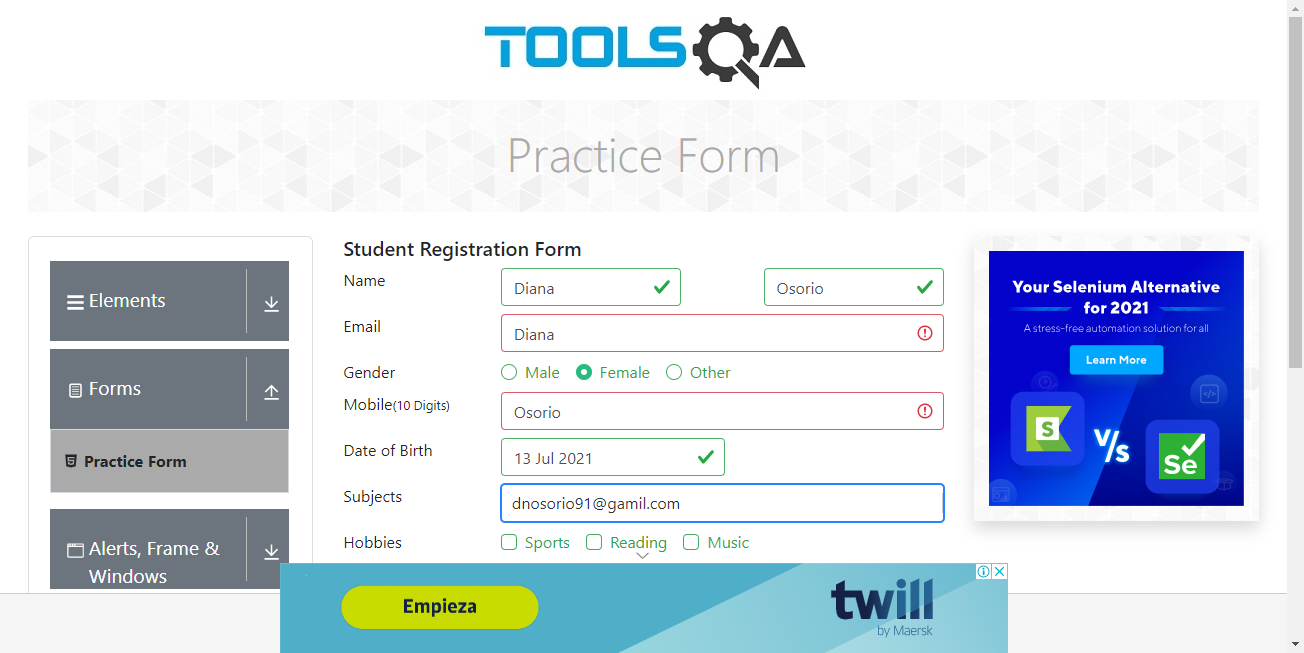 TOOLSQA
Practice Form
Elements
Forms
Practice Form
Alerts, Frame &
Windows
Student Registration Form
Name
Diana
Osorio
Email
Diana
Gender
Male
Female
Other
Mobile(10 Digits)
Osorio
Date of Birth
13 Jul 2021
Subjects
dnosorio91@gamil.com
Hobbies
Sports
Reading
Music
Your Selenium Alternative
for 2021
A stress-free automation solution for all
Learn More
S
V/s
Se
Empieza
twill
by Maersk